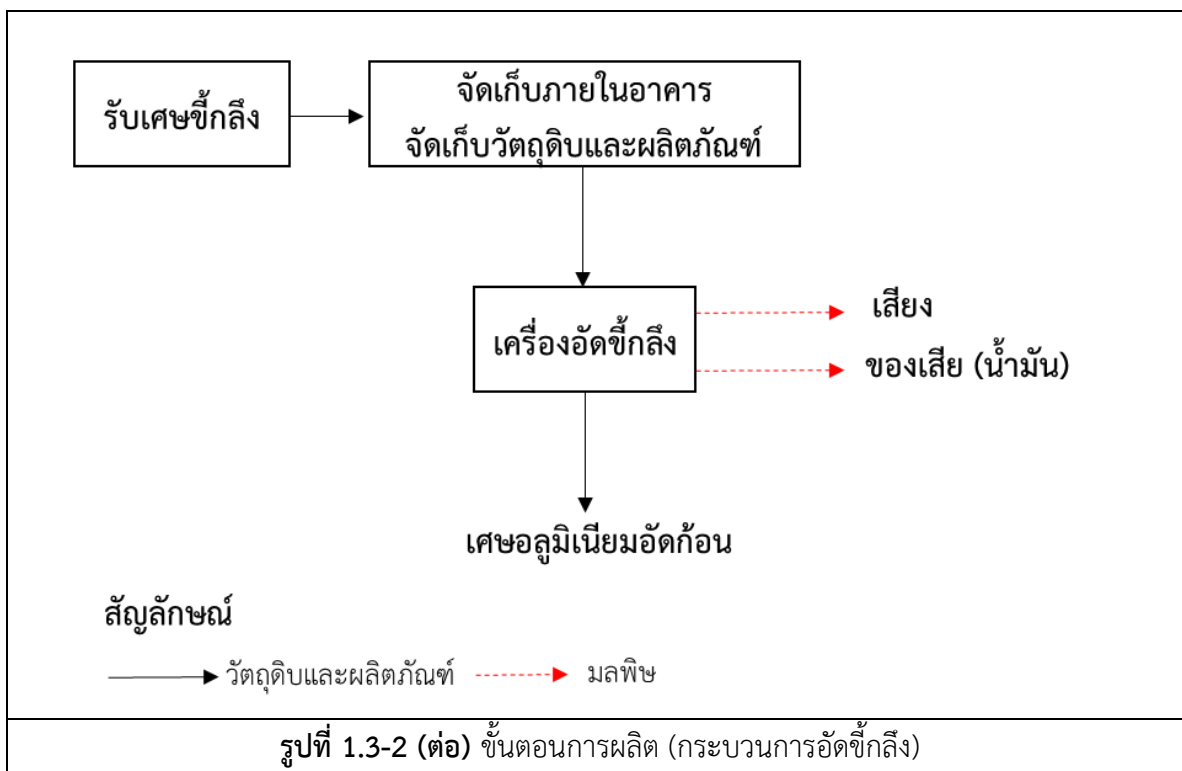 รับเศษขี้กลึง
จัดเก็บภายในอาคาร
จัดเก็บวัตถุดิบและผลิตภัณฑ์
เครื่องอัดขี้กลึง
เสียง
ของเสีย (น้ำมัน)
เศษอลูมิเนียมอัดก้อน
สัญลักษณ์
วัตถุดิบและผลิตภัณฑ์ มลพิษ
รูปที่ 1.3-2 (ต่อ) ขั้นตอนการผลิต (กระบวนการอัดขี้กลึง)